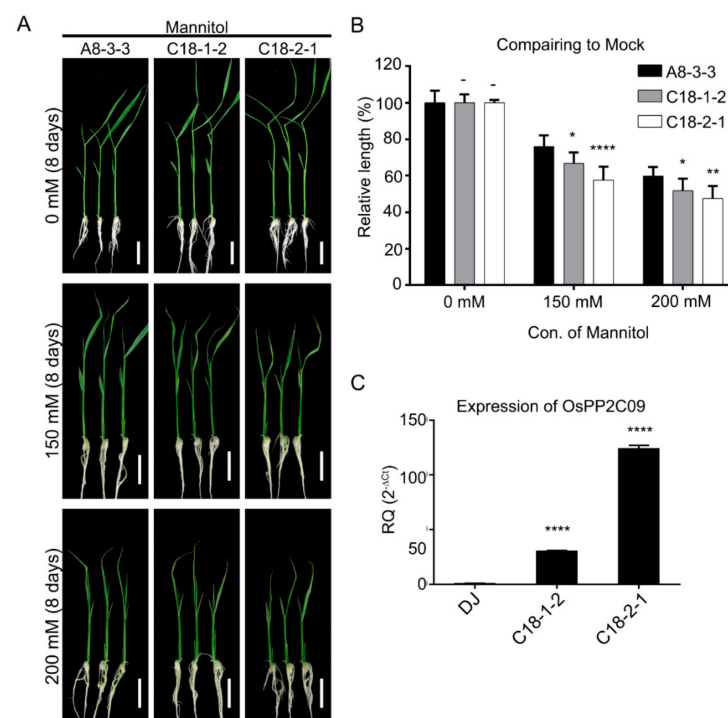 A
Mannitol
A8-3-3 C18-1-2 C18-2-1
0 mM (8 days)
150 mM (8 days)
200 mM (8 days)
B
Compairing to Mock
A8-3-3
C18-1-2
C18-2-1
Relative length (%)
120
100
80
60
40
20
0
- -
* ****
* **
0 mM 150 mM 200 mM
Con. of Mannitol
C
Expression of OsPP2C09
RQ (2-ΔCt)
150
100
50
0
**** ****
DJ C18-1-2 C18-2-1